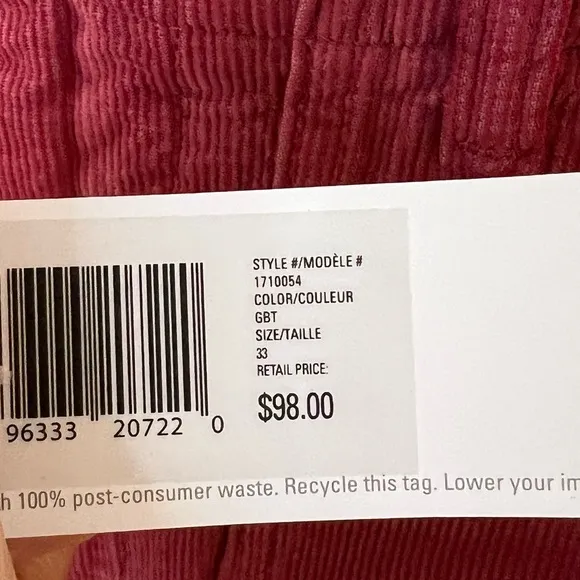 STYLE #/MODÈLE #
1710054
COLOR/COULEUR
GBT
SIZE/TAILLE
33
RETAIL PRICE:
$98.00
96333 20722 0
100% post-consumer waste. Recycle this tag. Lower your